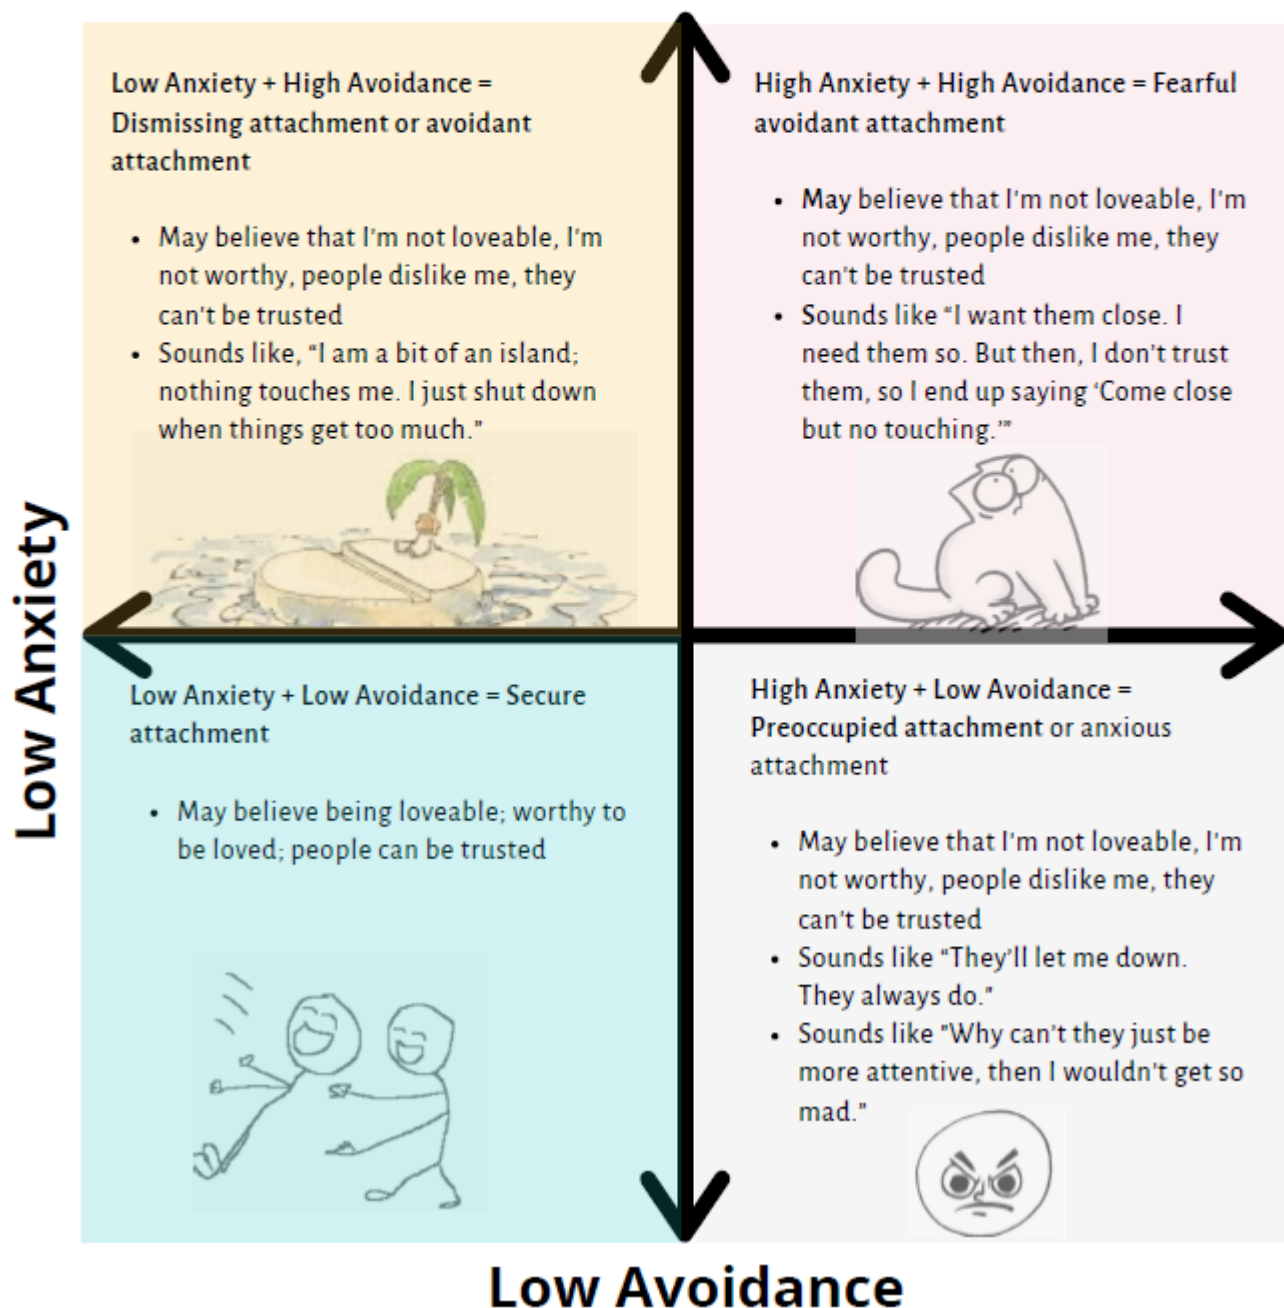 Low Anxiety + High Avoidance =
Dismissing attachment or avoidant
attachment
• May believe that I'm not loveable, I'm
not worthy, people dislike me, they
can't be trusted
• Sounds like, “I am a bit of an island;
nothing touches me. I just shut down
when things get too much.”
High Anxiety + High Avoidance = Fearful
avoidant attachment
• May believe that I'm not loveable, I'm
not worthy, people dislike me, they
can't be trusted
• Sounds like “I want them close. I
need them so. But then, I don't trust
them, so I end up saying ‘Come close
but no touching.’”
Low Anxiety
Low Anxiety + Low Avoidance = Secure
attachment
• May believe being loveable; worthy to
be loved; people can be trusted
High Anxiety + Low Avoidance =
Preoccupied attachment or anxious
attachment
• May believe that I'm not loveable, I'm
not worthy, people dislike me, they
can't be trusted
• Sounds like “They'll let me down.
They always do.”
• Sounds like "Why can't they just be
more attentive, then I wouldn't get so
mad."
Low Avoidance